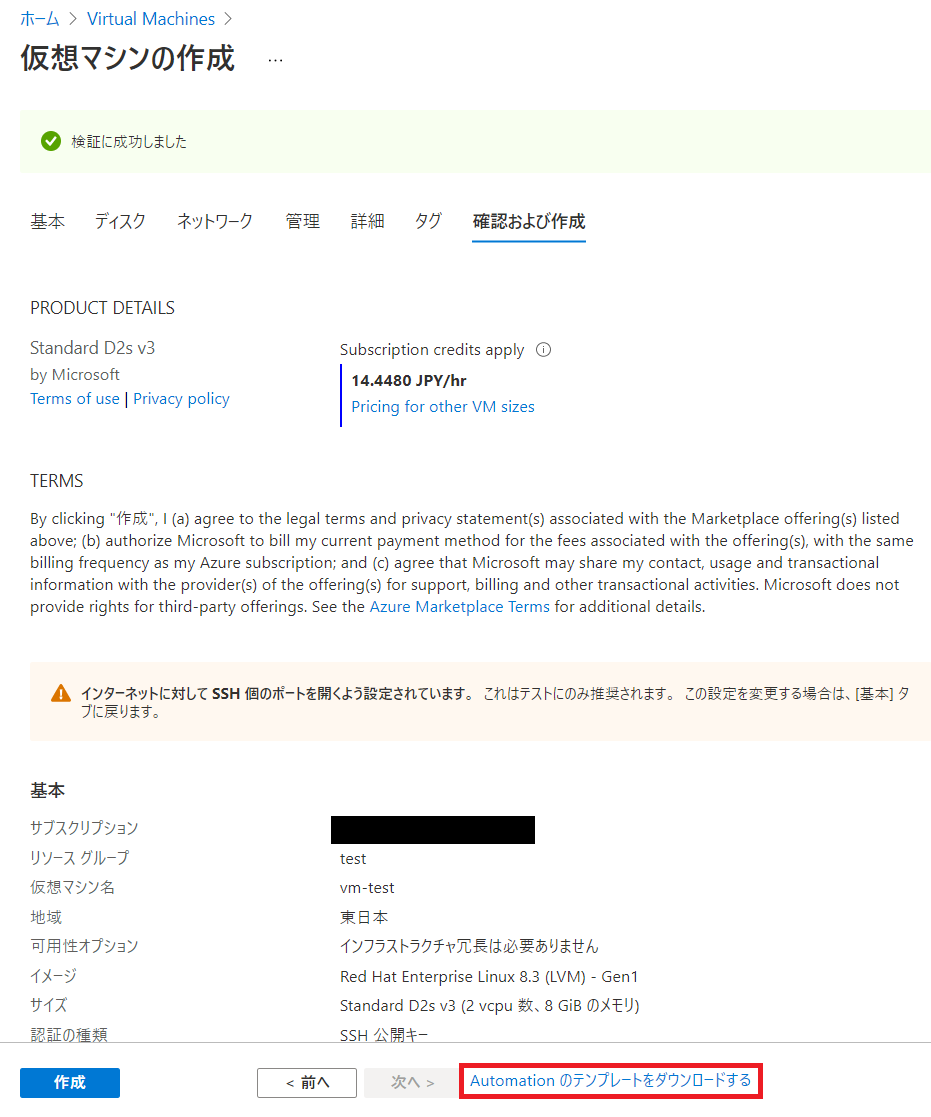 ホーム > Virtual Machines >
仮想マシンの作成 …
検証に成功しました
基本 ディスク ネットワーク 管理 詳細 タグ 確認および作成
PRODUCT DETAILS
Standard D2s v3
by Microsoft
Terms of use | Privacy policy
Subscription credits apply
14.4480 JPY/hr
Pricing for other VM sizes
TERMS
By clicking "作成", I (a) agree to the legal terms and privacy statement(s) associated with the Marketplace offering(s) listed
above; (b) authorize Microsoft to bill my current payment method for the fees associated with the offering(s), with the same
billing frequency as my Azure subscription; and (c) agree that Microsoft may share my contact, usage and transactional
information with the provider(s) of the offering(s) for support, billing and other transactional activities. Microsoft does not
provide rights for third-party offerings. See the Azure Marketplace Terms for additional details.
インターネットに対して SSH 個のポートを開くよう設定されています。 これはテストにのみ推奨されます。 この設定を変更する場合は、[基本] タ
ブに戻ります。
基本
サブスクリプション
リソース グループ test
仮想マシン名 vm-test
地域 東日本
可用性オプション インフラストラクチャ冗長は必要ありません
イメージ Red Hat Enterprise Linux 8.3 (LVM) - Gen1
サイズ Standard D2s v3 (2 vcpu 数、8 GiB のメモリ)
認証の種類 SSH 公開キー
作成 < 前へ 次へ > Automation のテンプレートをダウンロードする